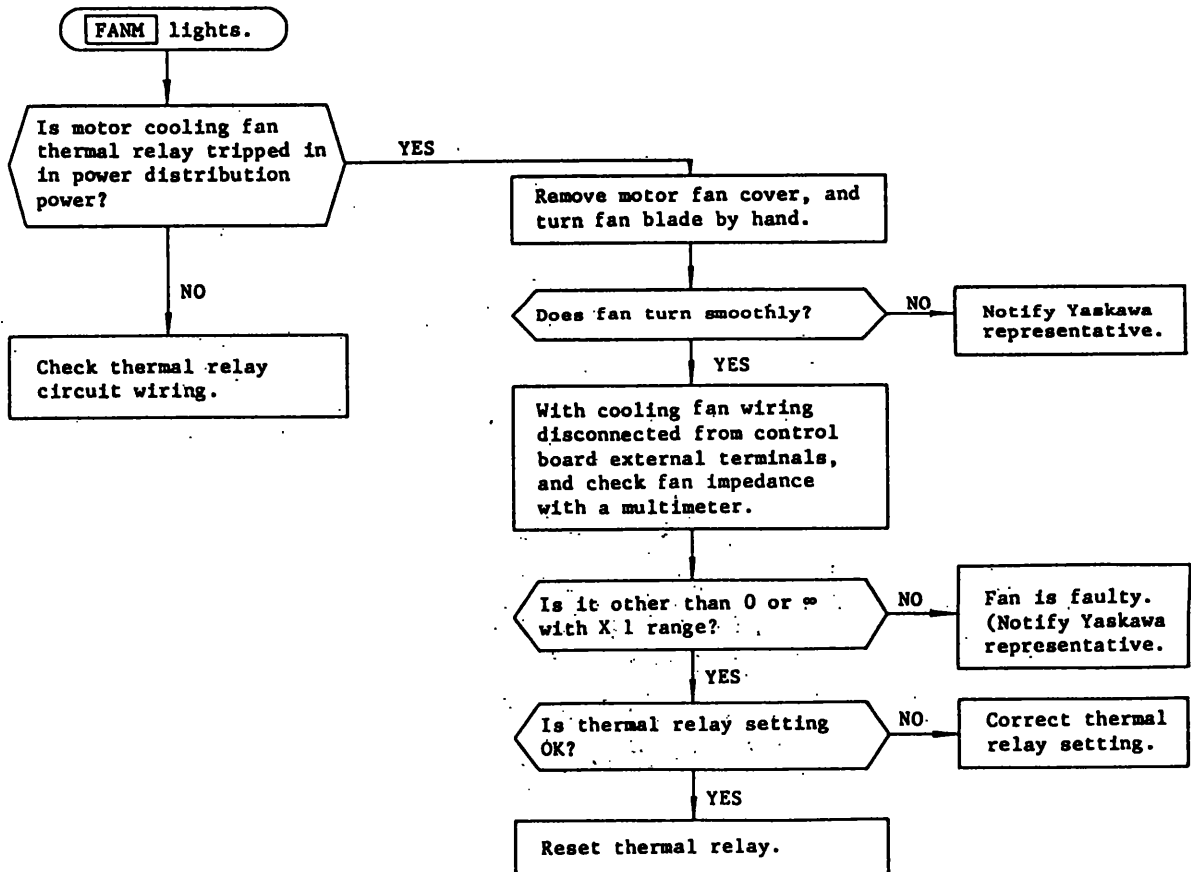 FANM lights.
Is motor cooling fan
thermal relay tripped in
in power distribution
power?
YES
NO
Check thermal relay
circuit wiring.
Remove motor fan cover, and
turn fan blade by hand.
Does fan turn smoothly?
NO
Notify Yaskawa
representative.
YES
With cooling fan wiring
disconnected from control
board external terminals,
and check fan impedance
with a multimeter.
Is it other than 0 or ∞
with X 1 range?
NO
Fan is faulty.
(Notify Yaskawa
representative.
YES
Is thermal relay setting
OK?
NO
Correct thermal
relay setting.
YES
Reset thermal relay.